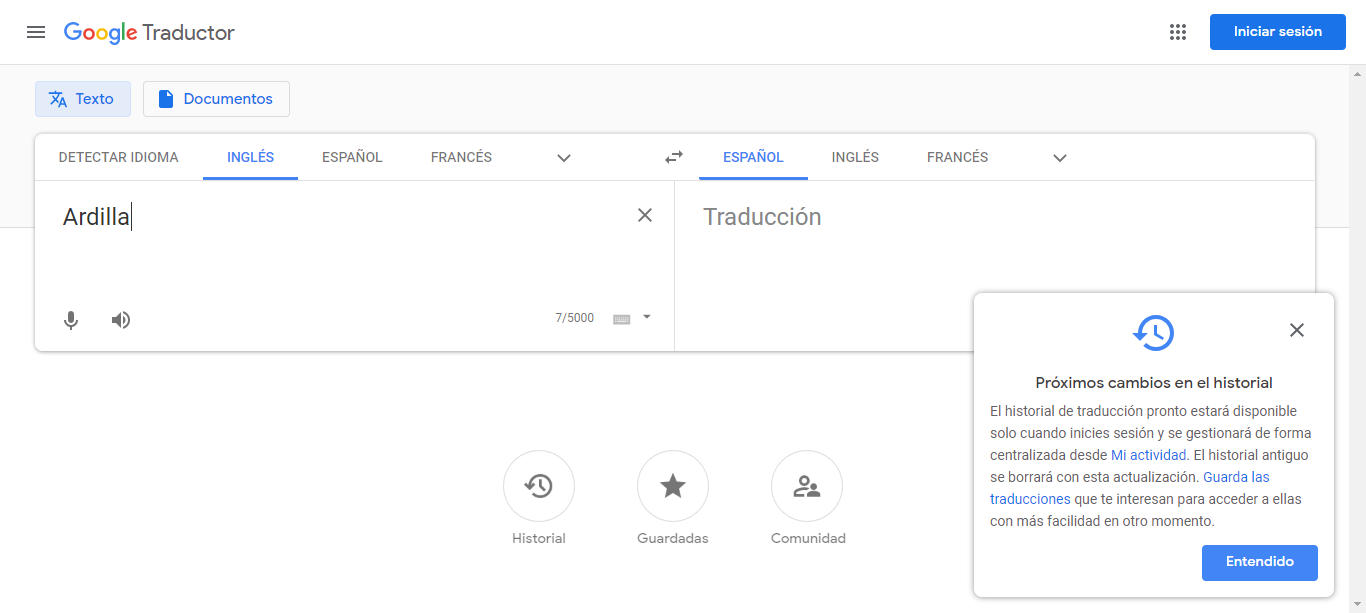 Google Traductor
Iniciar sesión
Texto
Documentos
DETECTAR IDIOMA INGLÉS ESPAÑOL FRANCÉS
ESPAÑOL INGLÉS FRANCÉS
Ardilla
Traducción
7/5000
Próximos cambios en el historial
El historial de traducción pronto estará disponible
solo cuando inicies sesión y se gestionará de forma
centralizada desde Mi actividad. El historial antiguo
se borrará con esta actualización. Guarda las
traducciones que te interesan para acceder a ellas
con más facilidad en otro momento.
Entendido
Historial
Guardadas
Comunidad